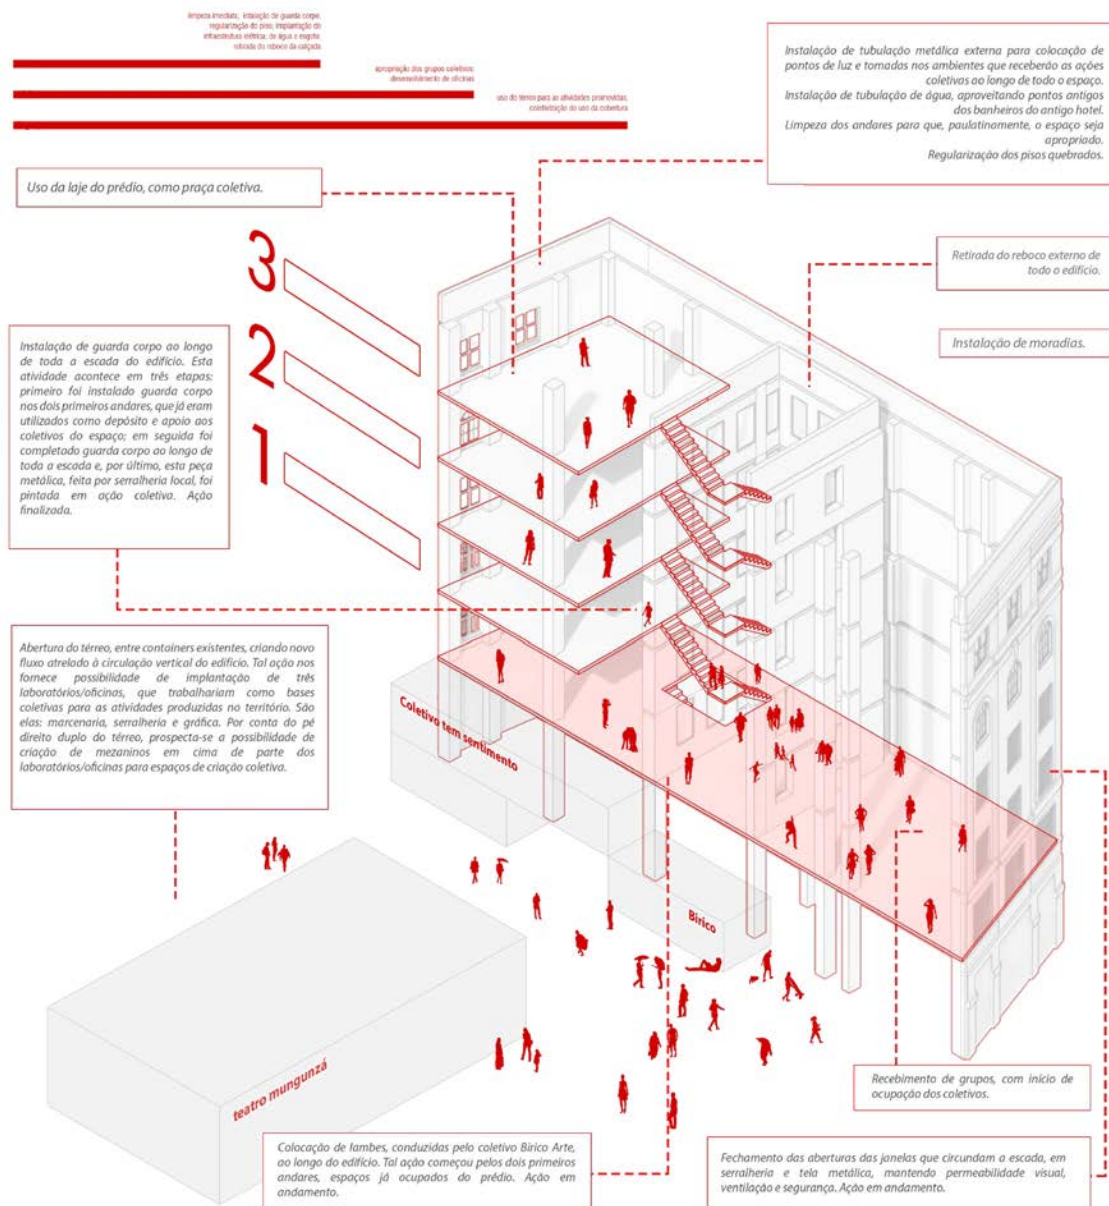 limpeza imediata; instalação de guarda corpo;
regularização do piso; implantação de
infraestrutura elétrica; de água e esgoto;
retirada do reboco da calçada
apropriação dos grupos coletivos;
desenvolvimento de oficinas
uso do térreo para as atividades promovidas;
coletivização do uso da cobertura
Instalação de tubulação metálica externa para colocação de
pontos de luz e tomadas nos ambientes que receberão as ações
coletivas ao longo de todo o espaço.
Instalação de tubulação de água, aproveitando pontos antigos
dos banheiros do antigo hotel.
Limpeza dos andares para que, paulatinamente, o espaço seja
apropriado.
Regularização dos pisos quebrados.
Uso da laje do prédio, como praça coletiva.
3
2
1
Retirada do reboco externo de
todo o edifício.
Instalação de moradias.
Instalação de guarda corpo ao longo
de toda a escada do edifício. Esta
atividade acontece em três etapas:
primeiro foi instalado guarda corpo
nos dois primeiros andares, que já eram
utilizados como depósito e apoio aos
coletivos do espaço; em seguida foi
completado guarda corpo ao longo de
toda a escada e, por último, esta peça
metálica, feita por serralheria local, foi
pintada em ação coletiva. Ação
finalizada.
Abertura do térreo, entre containers existentes, criando novo
fluxo atrelado à circulação vertical do edifício. Tal ação nos
fornece possibilidade de implantação de três
laboratórios/oficinas, que trabalhariam como bases
coletivas para as atividades produzidas no território. São
elas: marcenaria, serralheria e gráfica. Por conta do pé
direito duplo do térreo, prospecta-se a possibilidade de
criação de mezaninos em cima de parte dos
laboratórios/oficinas para espaços de criação coletiva.
Coletivo tem sentimento
Birico
teatro mungunzá
Recebimento de grupos, com início de
ocupação dos coletivos.
Colocação de lambes, conduzidas pelo coletivo Birico Arte,
ao longo do edifício. Tal ação começou pelos dois primeiros
andares, espaços já ocupados do prédio. Ação em
andamento.
Fechamento das aberturas das janelas que circundam a escada, em
serralheria e tela metálica, mantendo permeabilidade visual,
ventilação e segurança. Ação em andamento.